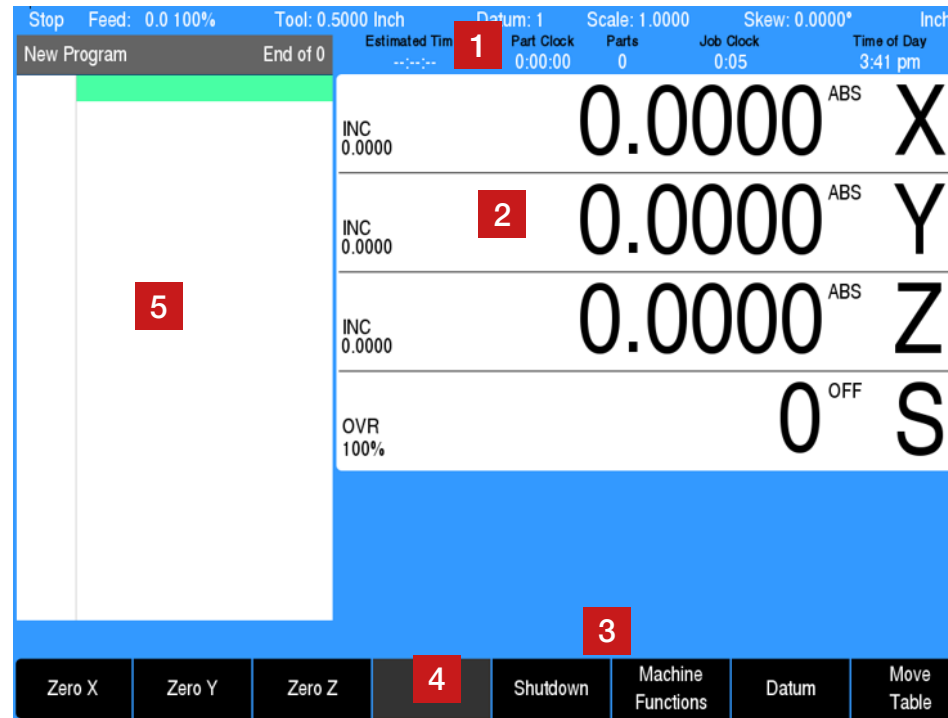 Stop Feed: 0.0 100% Tool: 0.5000 Inch Datum: 1 Scale: 1.0000 Skew: 0.0000° Inch
New Program End of 0
Estimated Tim 1 Part Clock Parts Job Clock Time of Day
--:--:-- 0:00:00 0 0:05 3:41 pm
INC 0.0000 ABS X
0.0000
2
INC 0.0000 ABS Y
0.0000
5
INC 0.0000 ABS Z
0.0000
OVR 0 OFF S
100%
3
Zero X Zero Y Zero Z 4 Shutdown Machine Functions Datum Move Table